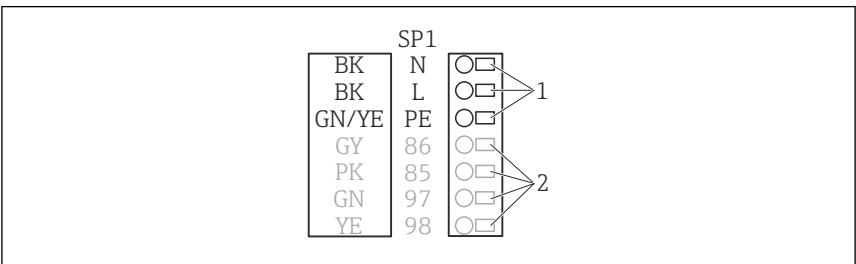 SP1
BK N 1
BK L
GN/YE PE
GY 86 2
PK 85
GN 97
YE 98